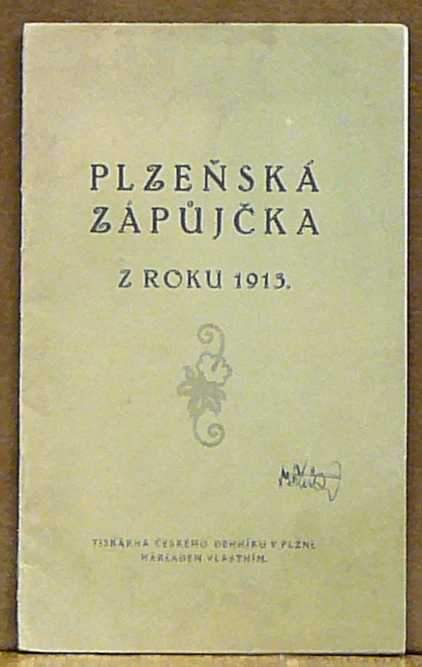 PLZEŇSKÁ
ZÁPŮJČKA
Z ROKU 1913.
TISKÁRNA ČESKÉHO DENNÍKU V PLZNI.
NÁKLADEM VLASTNÍM.